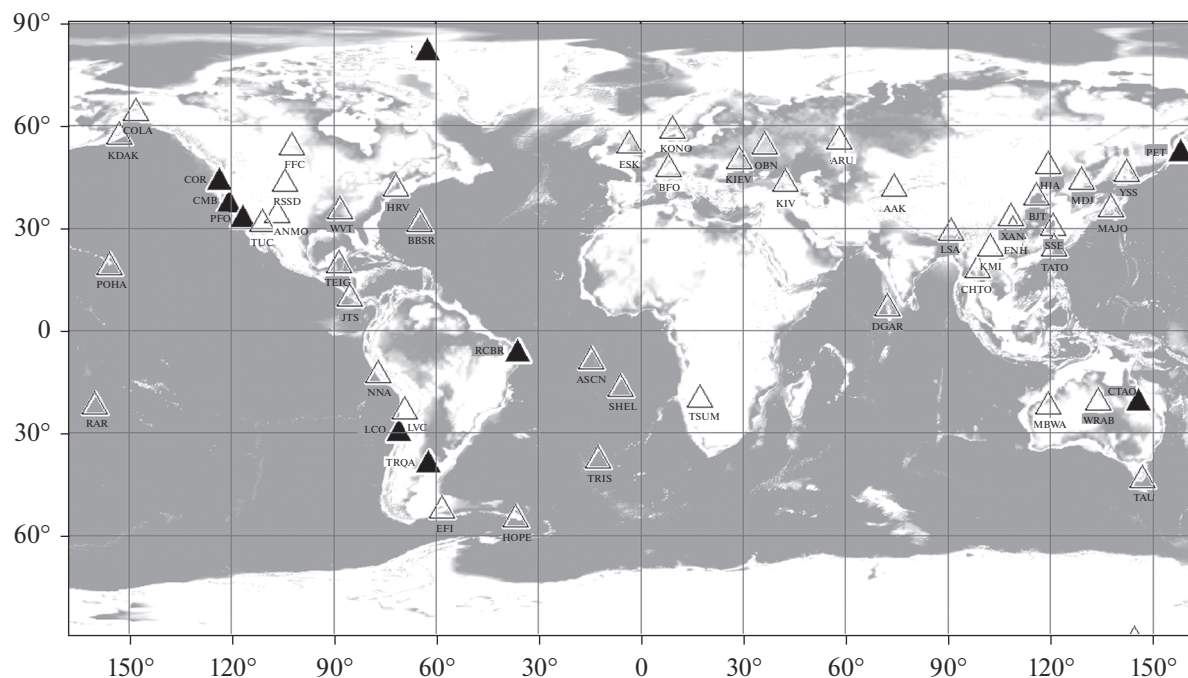 90°
60°
COLA
KDAK
FFC
ESK
KONO
KIEV
OBN
ARU
PET
COR
CMB
PFO
RSSD
HRV
BFO
KIV
AAK
HIA
MDJ
YSS
BJT
MAJO
30°
TUC
ANMO
WVT
BBSR
LSA
XAN
ENH
SSE
TATO
KMI
CHTO
POHA
TEIG
JTS
DGAR
0
RCBR
NNA
ASCN
SHEL
TSUM
CTAO
RAR
MBWA
WRAB
30°
LCO
LVC
TRQA
TRIS
TAU
EFI
HOPE
60°
150° 120° 90° 60° 30° 0 30° 60° 90° 120° 150°